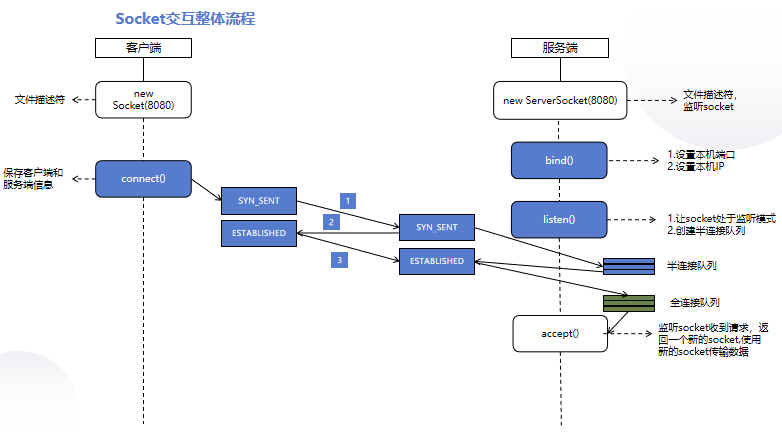 Socket交互整体流程
客户端
服务端
new
Socket(8080)
文件描述符
new ServerSocket(8080)
文件描述符，
监听socket
保存客户端和
服务端信息
connect()
bind()
1.设置本机端口
2.设置本机IP
SYN_SENT
1
2
ESTABLISHED
SYN_SENT
listen()
1.让socket处于监听模式
2.创建半连接队列
3
ESTABLISHED
半连接队列
全连接队列
accept()
监听socket收到请求，返
回一个新的socket,使用
新的socket传输数据